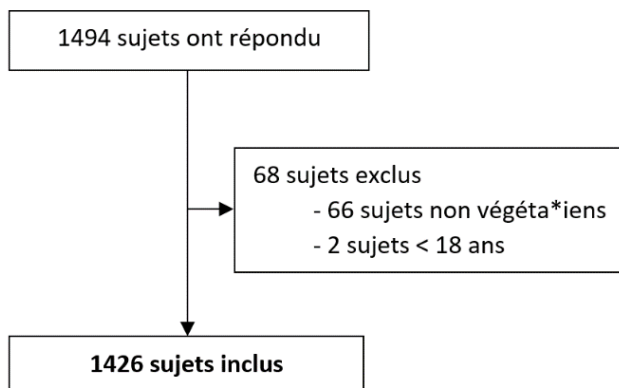 1494 sujets ont répondu
68 sujets exclus
- 66 sujets non végéta*iens
- 2 sujets < 18 ans
1426 sujets inclus